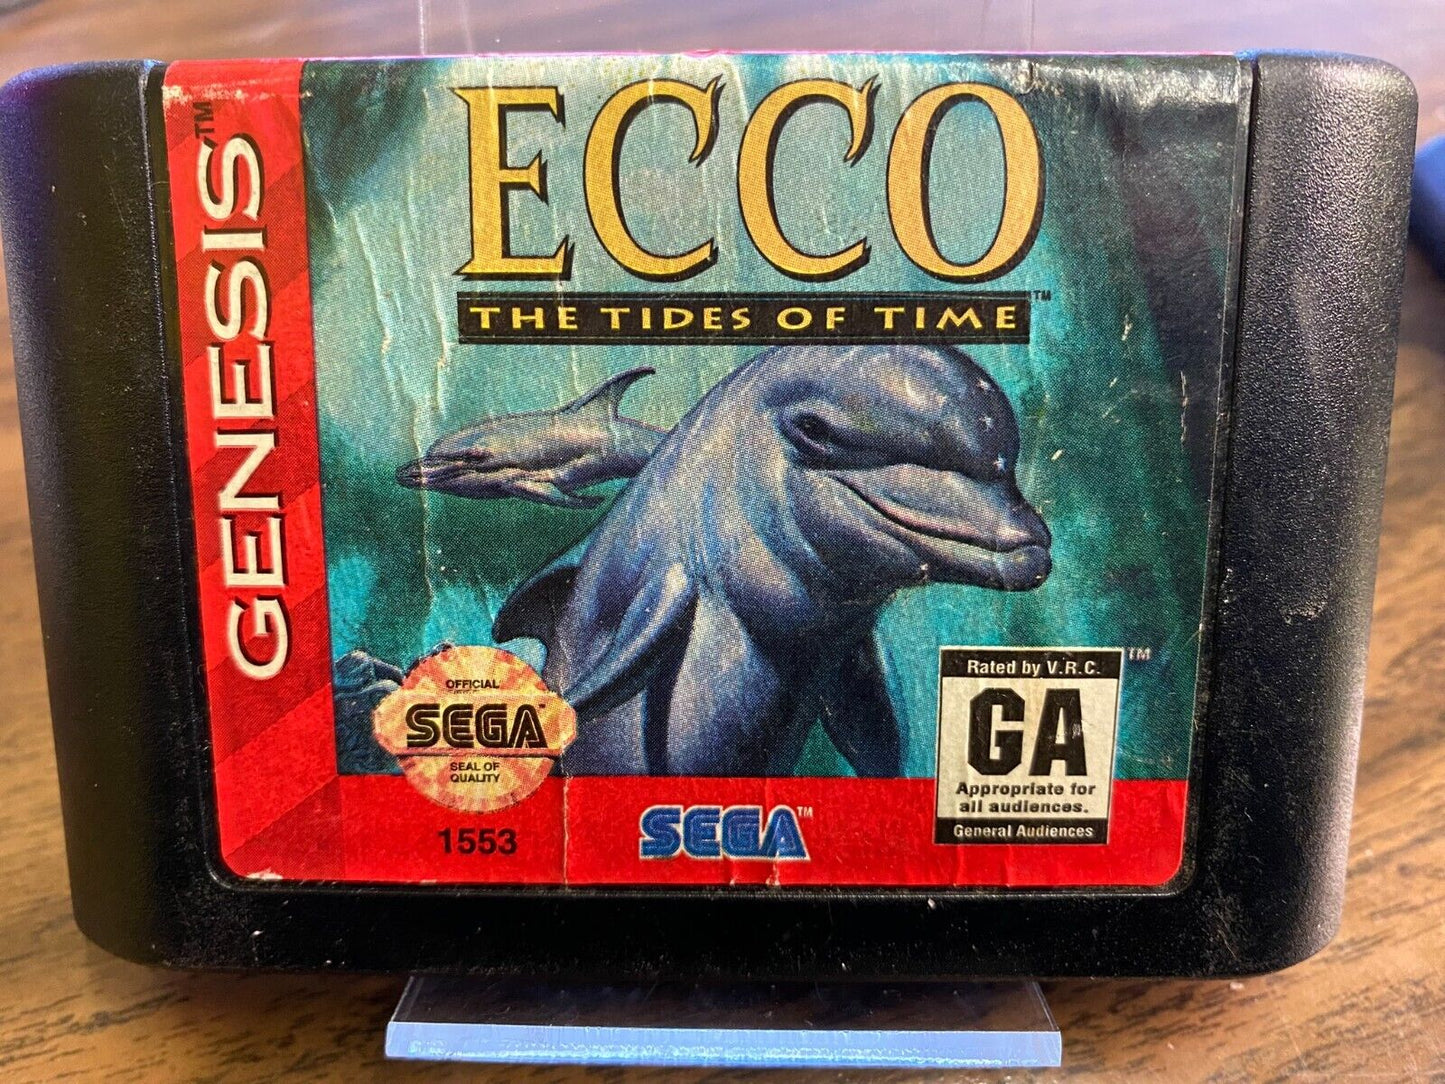 GENESIS™
ECCO
THE TIDES OF TIME™
OFFICIAL
SEGA™
SEAL OF
QUALITY
1553
SEGA™
Rated by V.R.C.
™
GA
Appropriate for
all audiences.
General Audiences